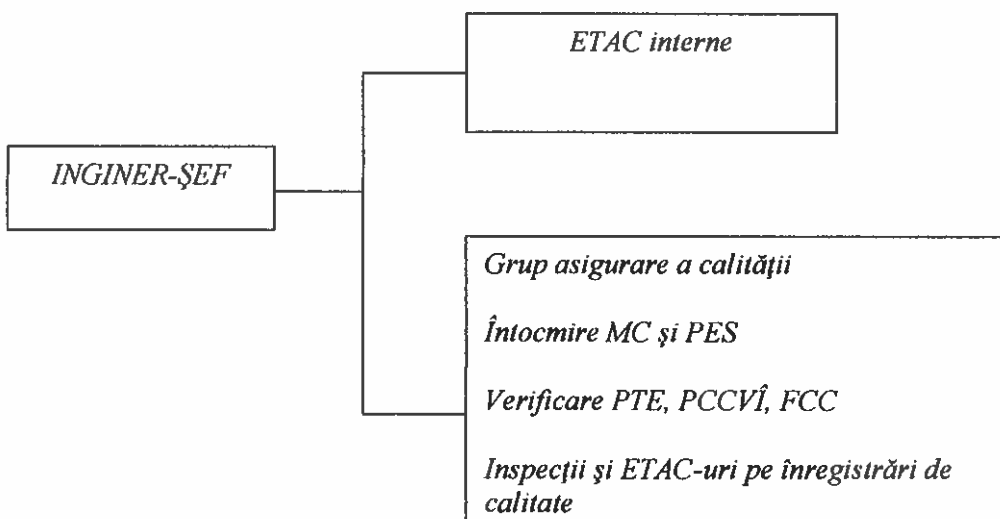 ETAC interne
INGINER-ŞEF
Grup asigurare a calităţii
Întocmire MC şi PES
Verificare PTE, PCCVÎ, FCC
Inspecţii şi ETAC-uri pe înregistrări de
calitate